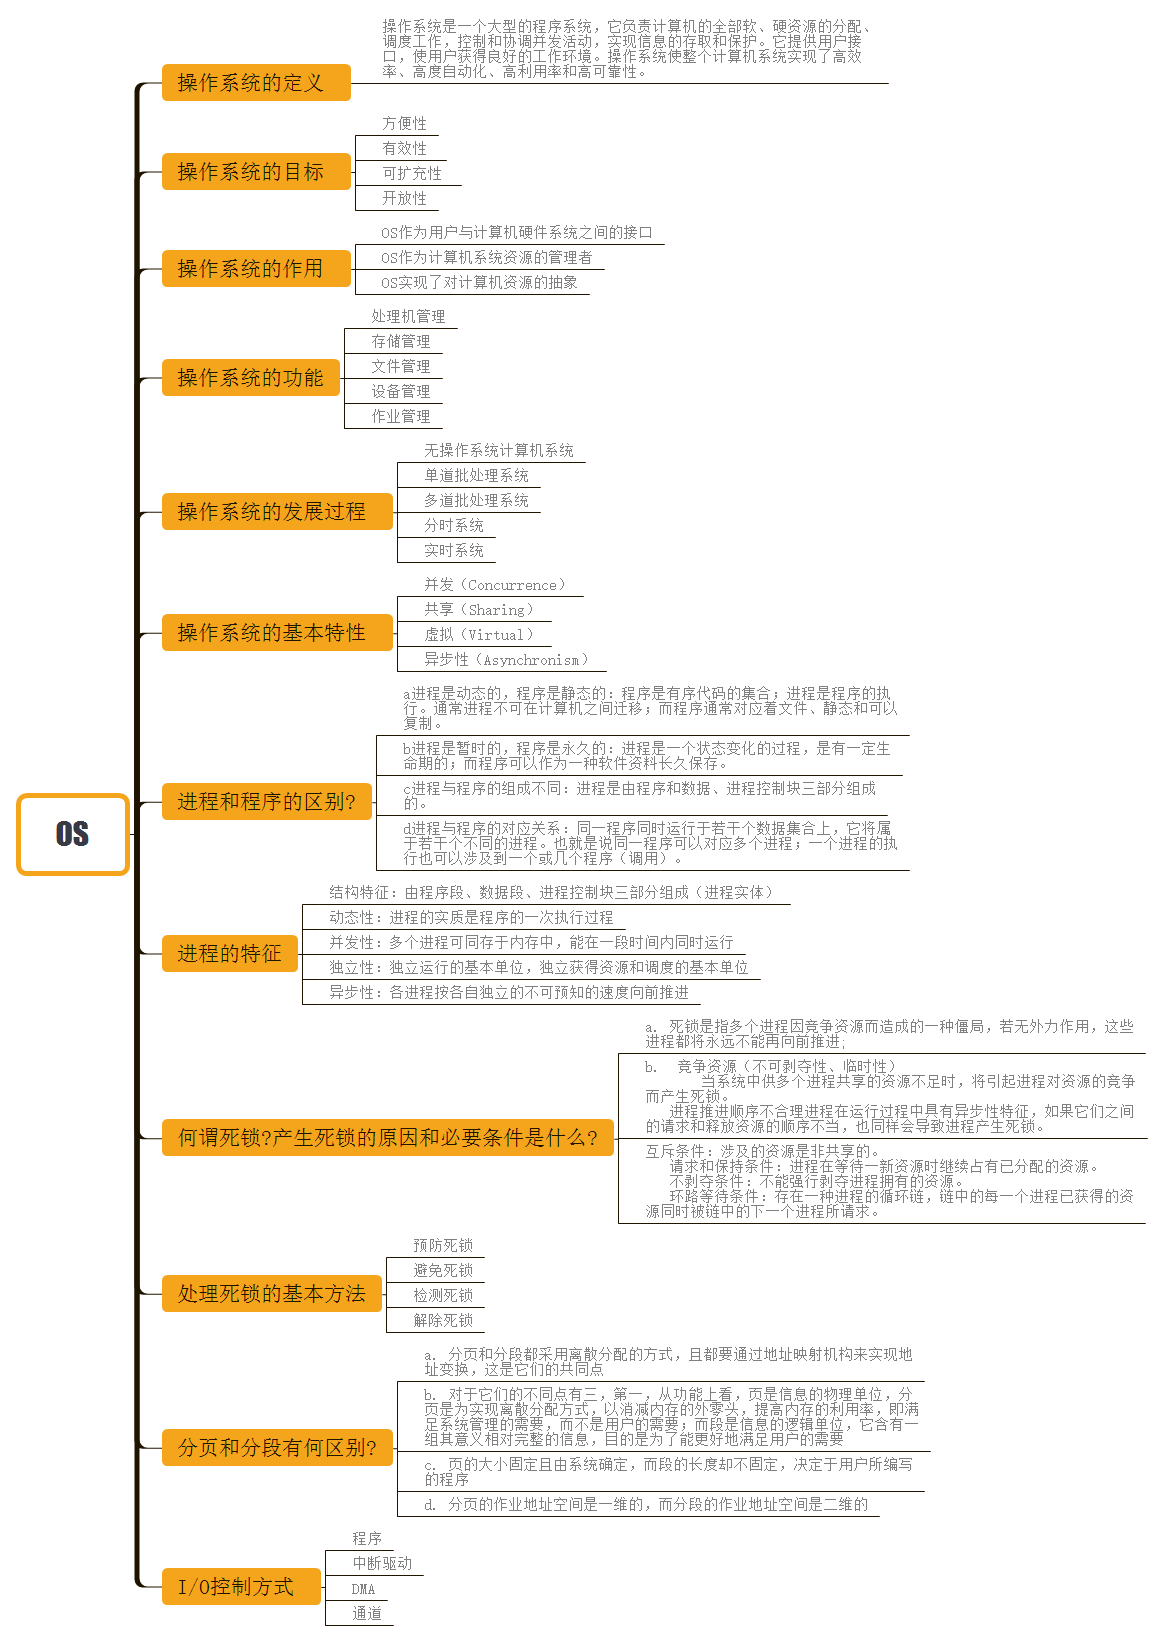 OS
操作系统的定义
操作系统是一个大型的程序系统，它负责计算机的全部软、硬资源的分配、
调度工作，控制和协调并发活动，实现信息的存取和保护。它提供用户接
口，使用户获得良好的工作环境。操作系统使整个计算机系统实现了高效
率、高度自动化、高利用率和高可靠性。
操作系统的目标
方便性
有效性
可扩充性
开放性
操作系统的作用
OS作为用户与计算机硬件系统之间的接口
OS作为计算机系统资源的管理者
OS实现了对计算机资源的抽象
操作系统的功能
处理机管理
存储管理
文件管理
设备管理
作业管理
操作系统的发展过程
无操作系统计算机系统
单道批处理系统
多道批处理系统
分时系统
实时系统
操作系统的基本特性
并发（Concurrence）
共享（Sharing）
虚拟（Virtual）
异步性（Asynchronism）
进程和程序的区别?
a进程是动态的，程序是静态的：程序是有序代码的集合；进程是程序的执
行。通常进程不可在计算机之间迁移；而程序通常对应着文件、静态和可以
复制。
b进程是暂时的，程序是永久的：进程是一个状态变化的过程，是有一定生
命期的；而程序可以作为一种软件资料长久保存。
c进程与程序的组成不同：进程是由程序和数据、进程控制块三部分组成
的。
d进程与程序的对应关系：同一程序同时运行于若干个数据集合上，它将属
于若干个不同的进程。也就是说同一程序可以对应多个进程；一个进程的执
行也可以涉及到一个或几个程序（调用）。
进程的特征
结构特征：由程序段、数据段、进程控制块三部分组成（进程实体）
动态性：进程的实质是程序的一次执行过程
并发性：多个进程可同存于内存中，能在一段时间内同时运行
独立性：独立运行的基本单位，独立获得资源和调度的基本单位
异步性：各进程按各自独立的不可预知的速度向前推进
何谓死锁?产生死锁的原因和必要条件是什么?
a. 死锁是指多个进程因竞争资源而造成的一种僵局，若无外力作用，这些
进程都将永远不能再向前推进;
b. 竞争资源（不可剥夺性、临时性）
当系统中供多个进程共享的资源不足时，将引起进程对资源的竞争
而产生死锁。
进程推进顺序不合理进程在运行过程中具有异步性特征，如果它们之间
的请求和释放资源的顺序不当，也同样会导致进程产生死锁。
互斥条件：涉及的资源是非共享的。
请求和保持条件：进程在等待一新资源时继续占有已分配的资源。
不剥夺条件：不能强行剥夺进程拥有的资源。
环路等待条件：存在一种进程的循环链，链中的每一个进程已获得的资
源同时被链中的下一个进程所请求。
处理死锁的基本方法
预防死锁
避免死锁
检测死锁
解除死锁
分页和分段有何区别?
a. 分页和分段都采用离散分配的方式，且都要通过地址映射机构来实现地
址变换，这是它们的共同点
b. 对于它们的不同点有三，第一，从功能上看，页是信息的物理单位，分
页是为实现离散分配方式，以消减内存的外零头，提高内存的利用率，即满
足系统管理的需要，而不是用户的需要；而段是信息的逻辑单位，它含有一
组其意义相对完整的信息，目的是为了能更好地满足用户的需要
c. 页的大小固定且由系统确定，而段的长度却不固定，决定于用户所编写
的程序
d. 分页的作业地址空间是一维的，而分段的作业地址空间是二维的
I/O控制方式
程序
中断驱动
DMA
通道